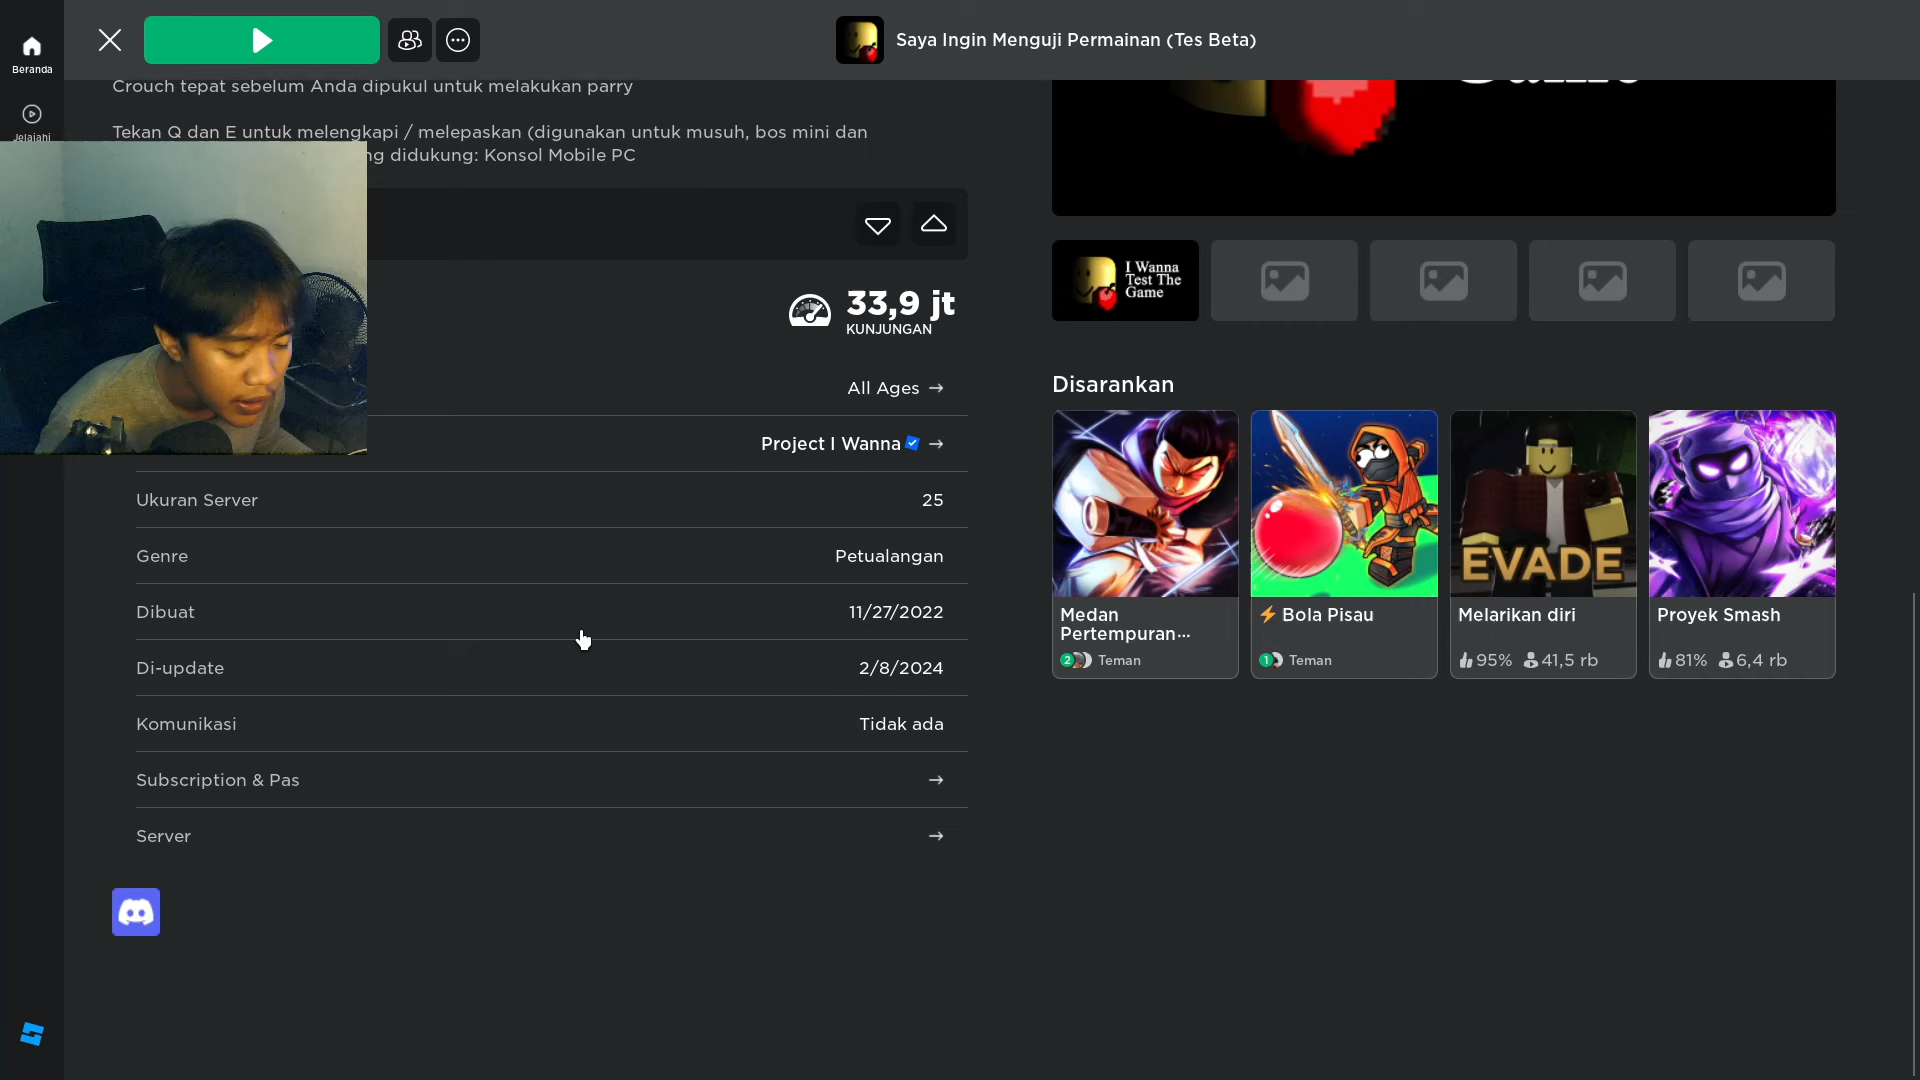 Saya Ingin Menguji Permainan (Tes Beta)
Beranda
Jelajahi
Crouch tepat sebelum Anda dipukul untuk melakukan parry
Tekan Q dan E untuk melengkapi / melepaskan (digunakan untuk musuh, bos mini dan
ng didukung: Konsol Mobile PC
33,9 jt
KUNJUNGAN
All Ages
Project I Wanna
Ukuran Server
25
Genre
Petualangan
Dibuat
11/27/2022
Di-update
2/8/2024
Komunikasi
Tidak ada
Subscription & Pas
Server
I Wanna
Test The
Game
Disarankan
EVADE
Medan
Pertempuran...
2
Teman
⚡ Bola Pisau
1
Teman
Melarikan diri
95%
41,5 rb
Proyek Smash
81%
6,4 rb